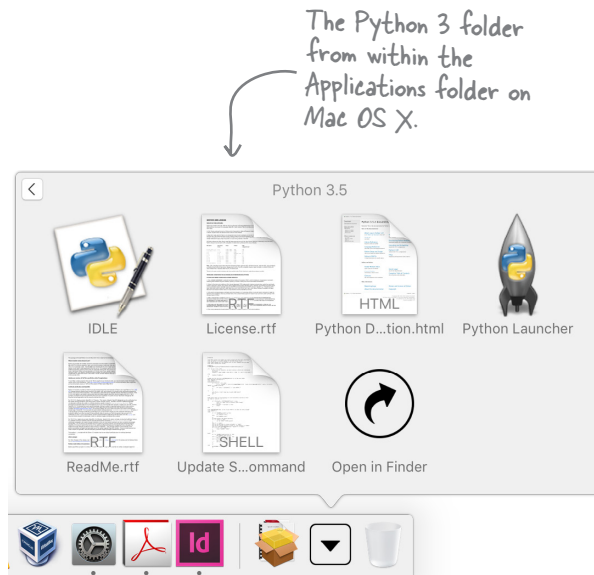 The Python 3 folder
from within the
Applications folder on
Mac OS X.
Python 3.5
RTF
HTML
IDLE
License.rtf
Python D...tion.html
Python Launcher
RTF
SHELL
ReadMe.rtf
Update S...ommand
Open in Finder
Id